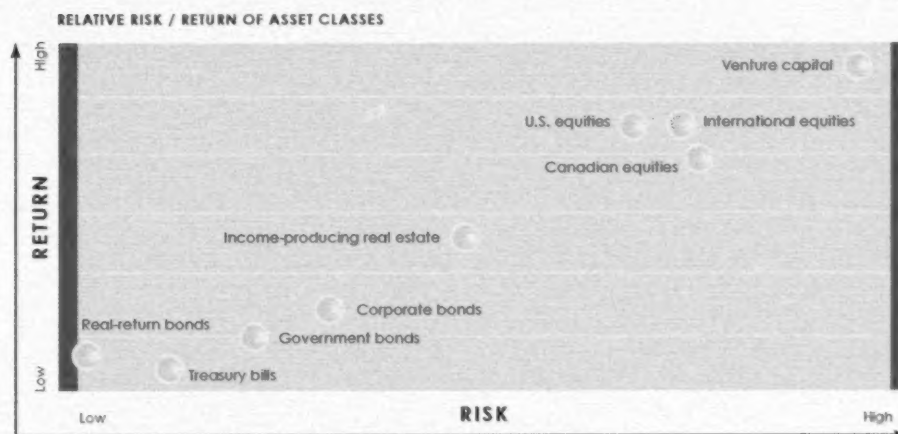 RELATIVE RISK / RETURN OF ASSET CLASSES
High
Venture capital
U.S. equities
International equities
Canadian equities
RETURN
Income-producing real estate
Corporate bonds
Real-return bonds
Government bonds
Treasury bills
Low
Low
RISK
High